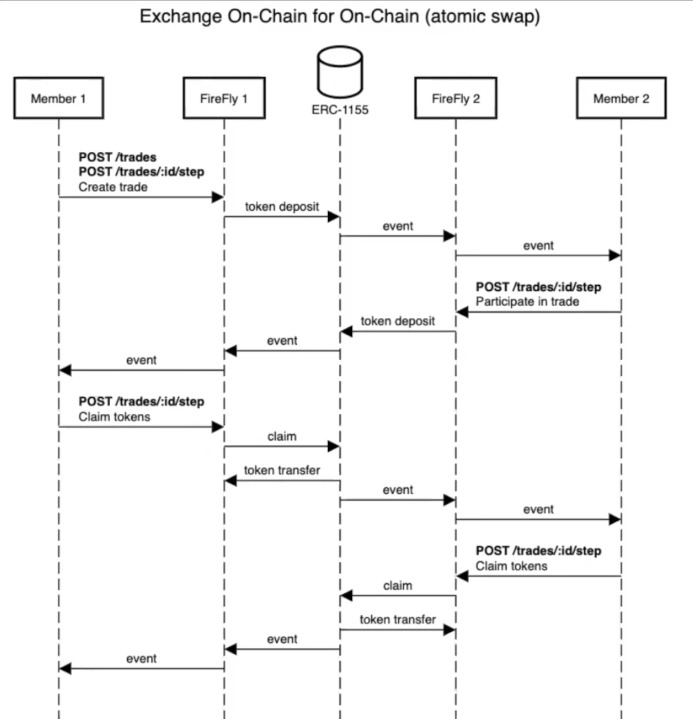 Exchange On-Chain for On-Chain (atomic swap)
Member 1
FireFly 1
ERC-1155
FireFly 2
Member 2
POST /trades
POST /trades/:id/step
Create trade
token deposit
event
event
POST /trades/:id/step
Participate in trade
token deposit
event
event
POST /trades/:id/step
Claim tokens
claim
token transfer
event
event
POST /trades/:id/step
Claim tokens
claim
token transfer
event
event